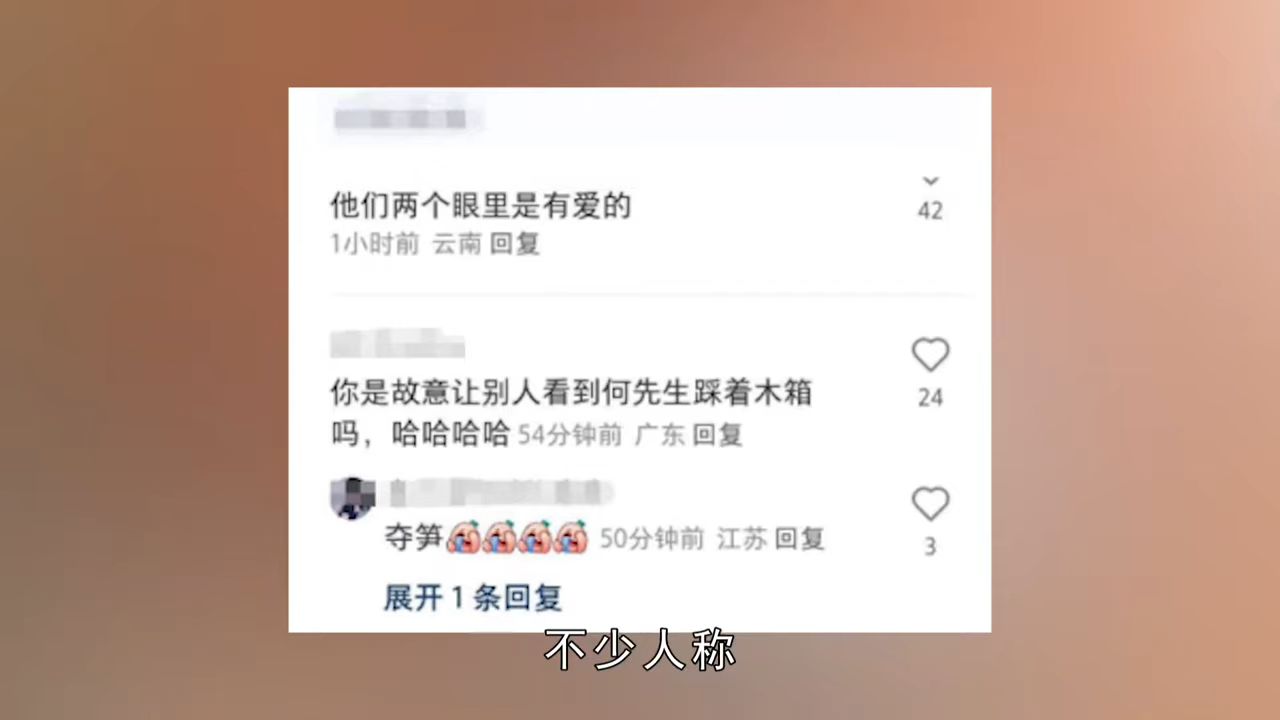 他们两个眼里是有爱的
42
1小时前 云南 回复
你是故意让别人看到何先生踩着木箱
24
吗，哈哈哈哈 54分钟前 广东 回复
夺笋 50分钟前 江苏 回复
3
展开1条回复
不少人称